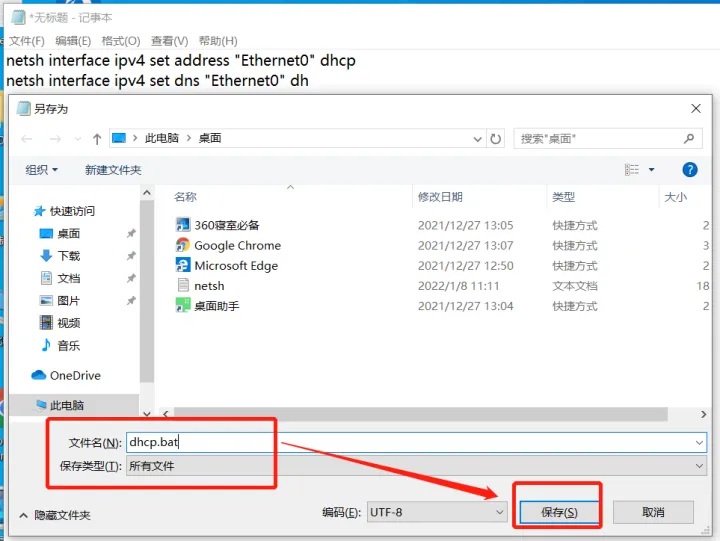 *无标题 - 记事本
文件(F) 编辑(E) 格式(O) 查看(V) 帮助(H)
netsh interface ipv4 set address "Ethernet0" dhcp
netsh interface ipv4 set dns "Ethernet0" dh
另存为
此电脑 桌面
搜索"桌面"
组织 新建文件夹
名称 修改日期 类型 大小
快速访问
桌面
下载
文档
图片
视频
音乐
OneDrive
此电脑
360寝室必备 2021/12/27 13:05 快捷方式 2
Google Chrome 2021/12/27 13:07 快捷方式 3
Microsoft Edge 2021/12/27 12:50 快捷方式 2
netsh 2022/1/8 11:11 文本文档 18
桌面助手 2021/12/27 13:04 快捷方式 2
文件名(N): dhcp.bat
保存类型(T): 所有文件
隐藏文件夹 编码(E): UTF-8 保存(S) 取消